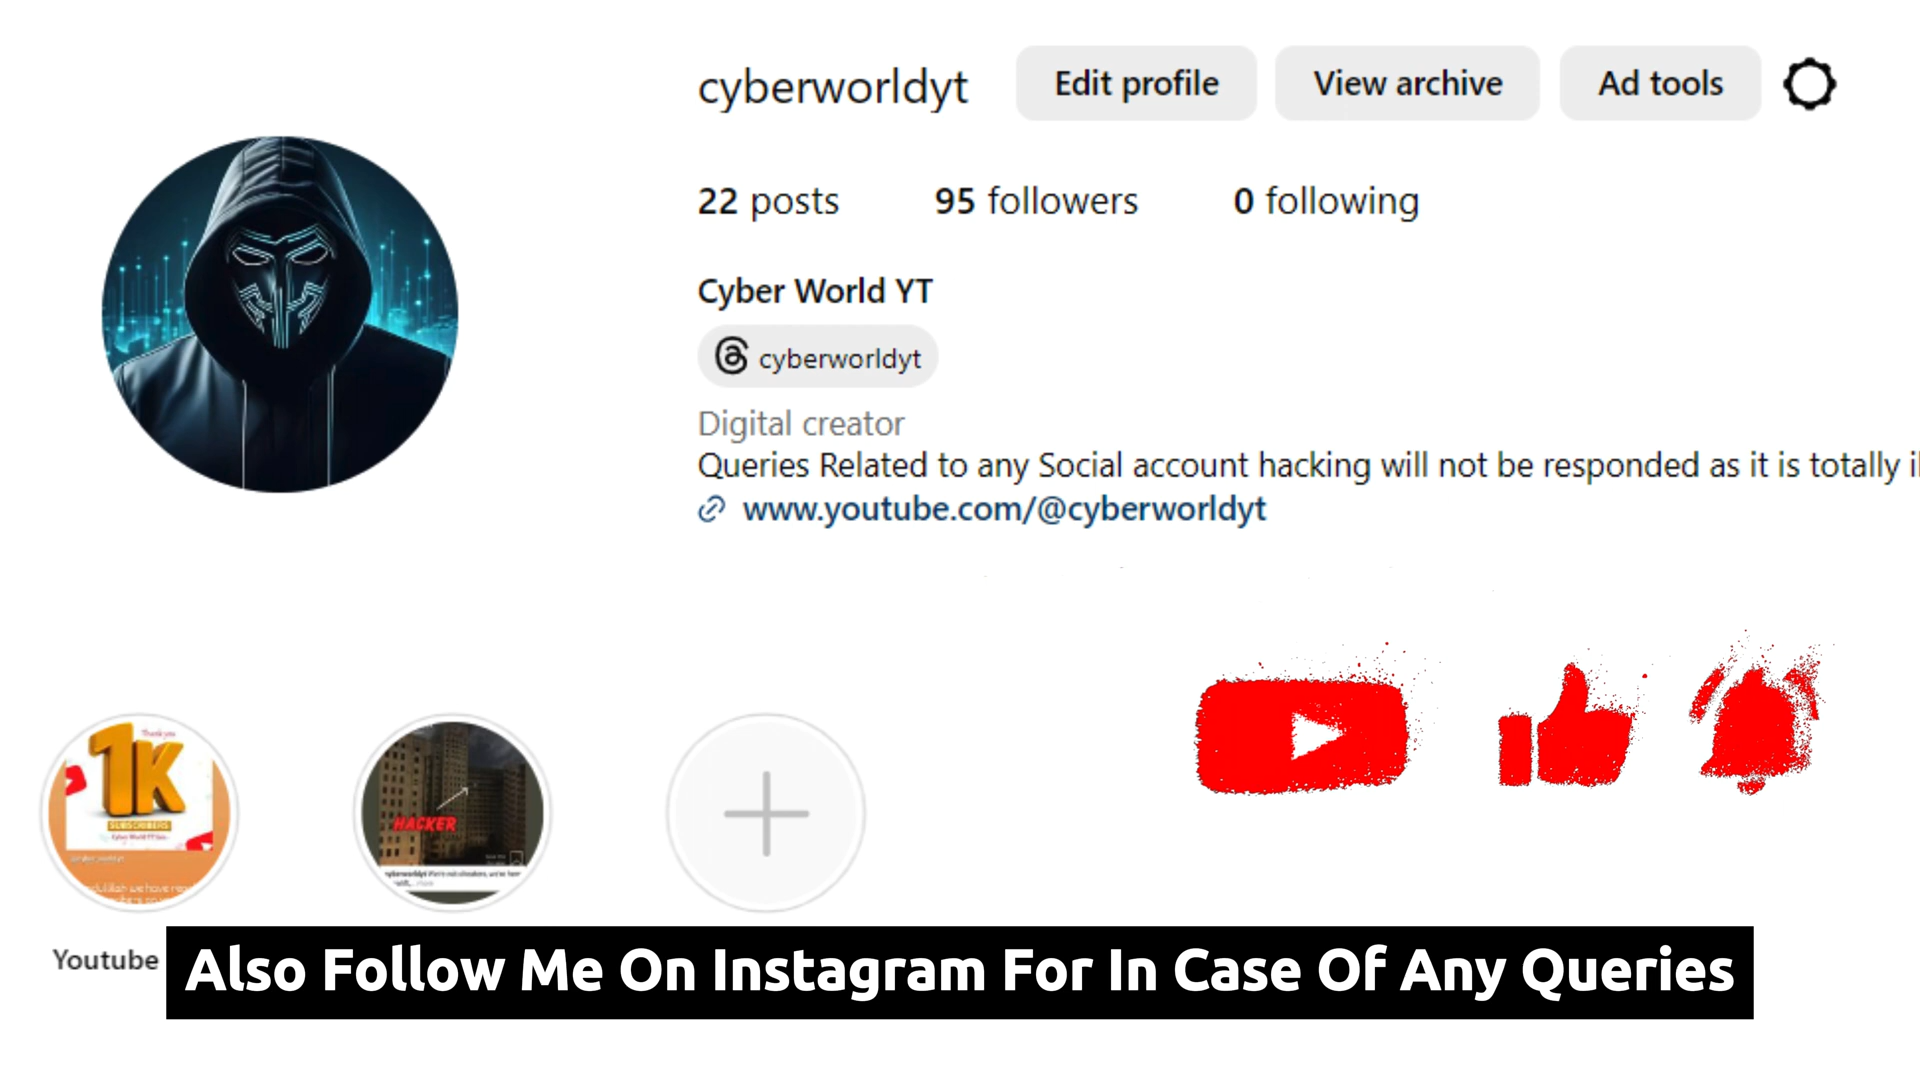 cyberworldyt Edit profile View archive Ad tools
22 posts 95 followers 0 following
Cyber World YT
cyberworldyt
Digital creator
Queries Related to any Social account hacking will not be responded as it is totally
www.youtube.com/@cyberworldyt
Thank you
1K
SUBSCRIBERS
HACKER
Youtube
Also Follow Me On Instagram For In Case Of Any Queries